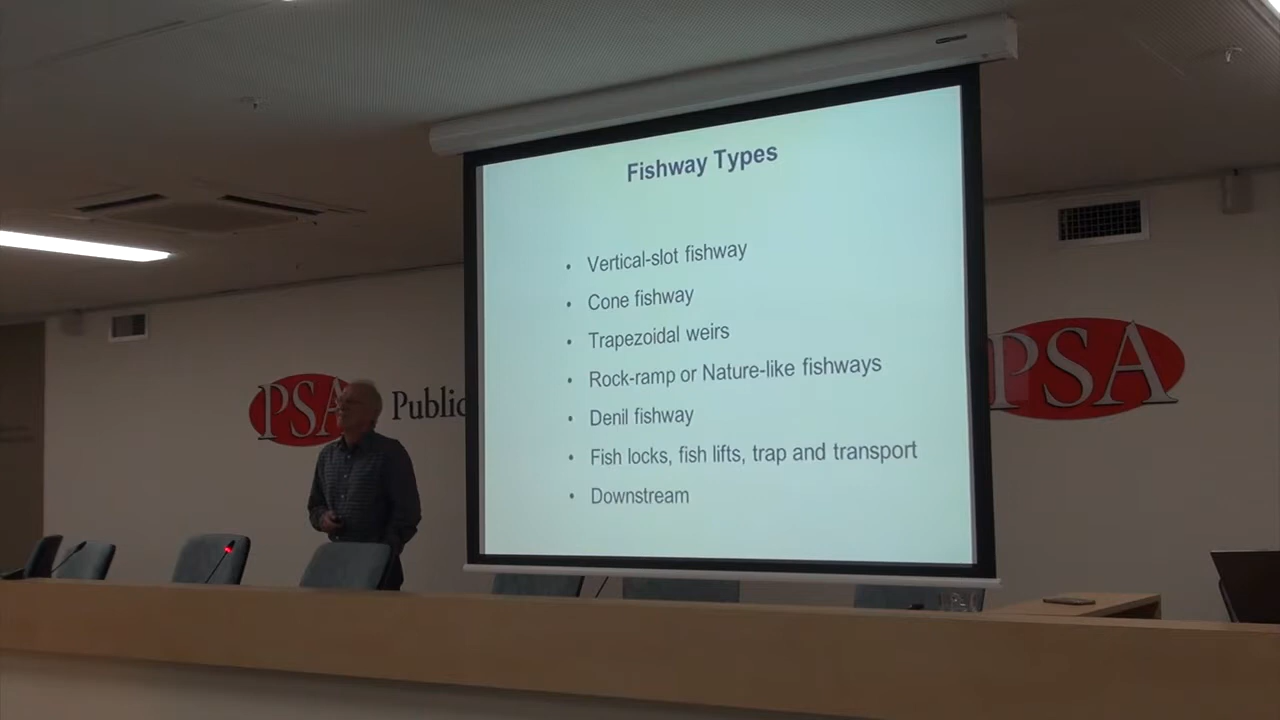 Fishway Types
• Vertical-slot fishway
• Cone fishway
• Trapezoidal weirs
• Rock-ramp or Nature-like fishways
• Denil fishway
• Fish locks, fish lifts, trap and transport
• Downstream
PSA Public
PSA